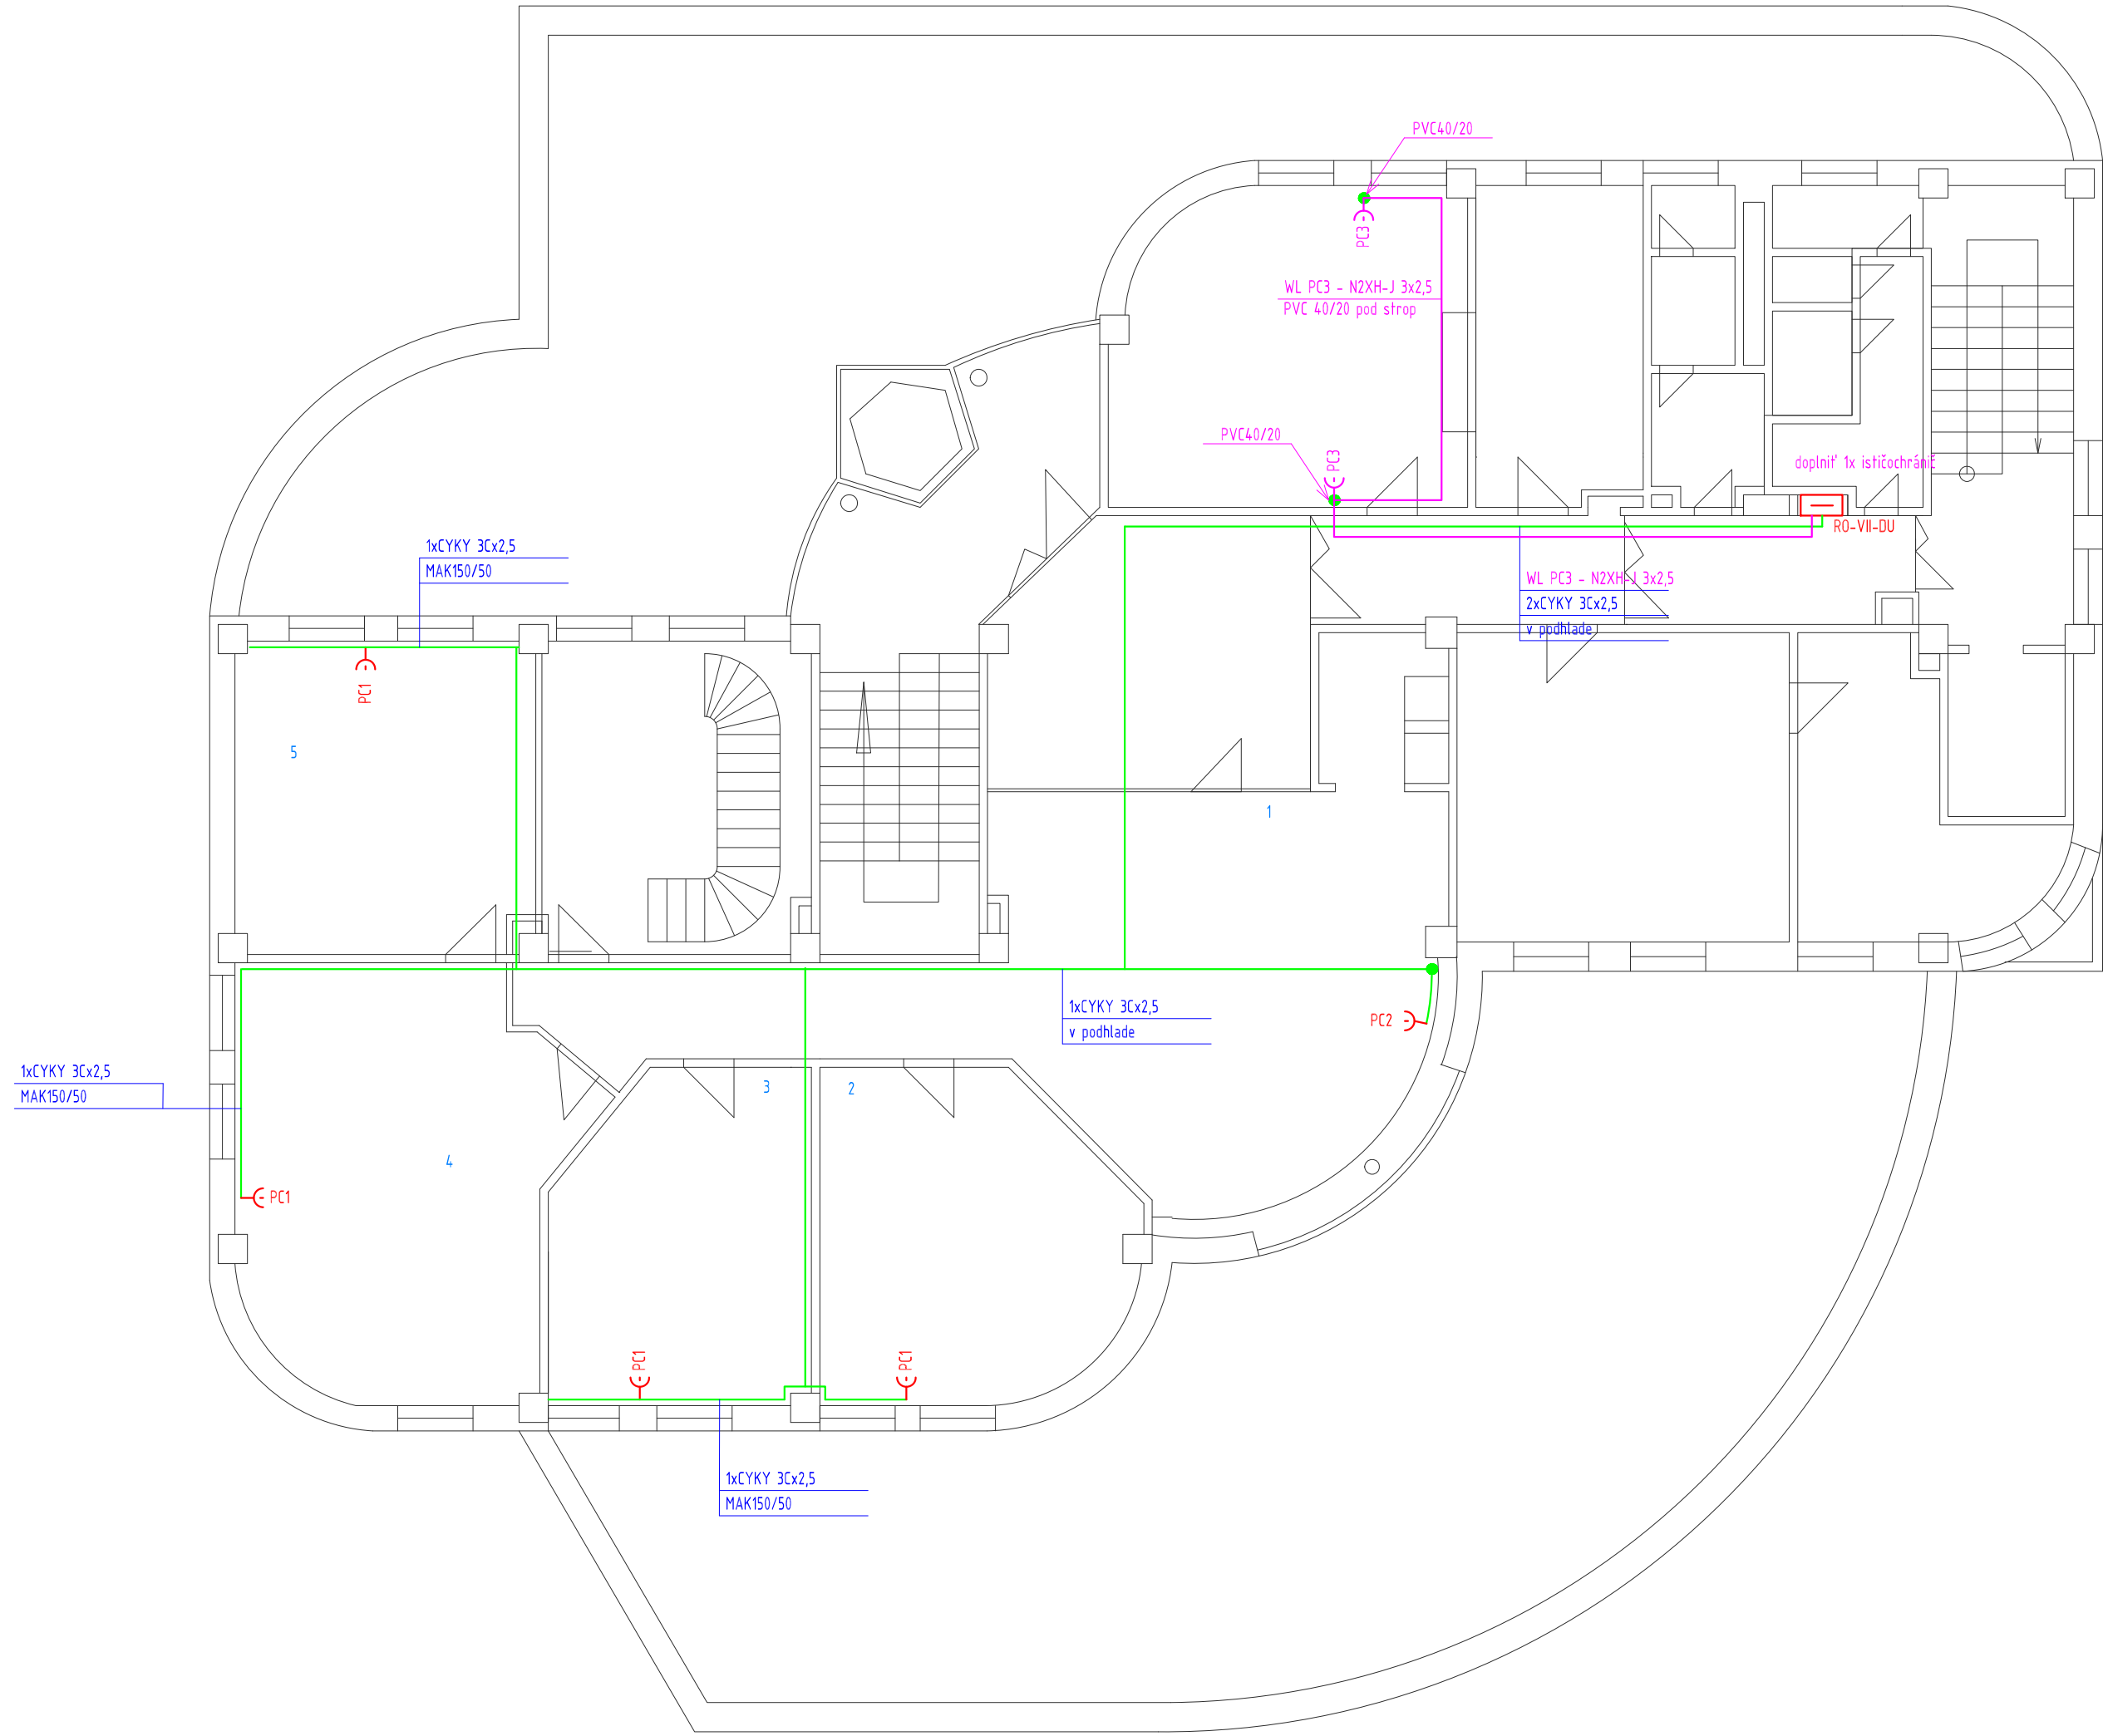 PVC40/20
PC3
WL PC3 - N2XH-J 3x2,5
PVC 40/20 pod strop
PVC40/20
PC3
doplniť 1x ističochránič
RO-VII-DU
1xCYKY 3Cx2,5
MAK150/50
WL PC3 - N2XH-J 3x2,5
2xCYKY 3Cx2,5
v podhlade
PC1
5
1
1xCYKY 3Cx2,5
v podhlade
PC2
1xCYKY 3Cx2,5
MAK150/50
3
2
4
PC1
PC1
PC1
1xCYKY 3Cx2,5
MAK150/50